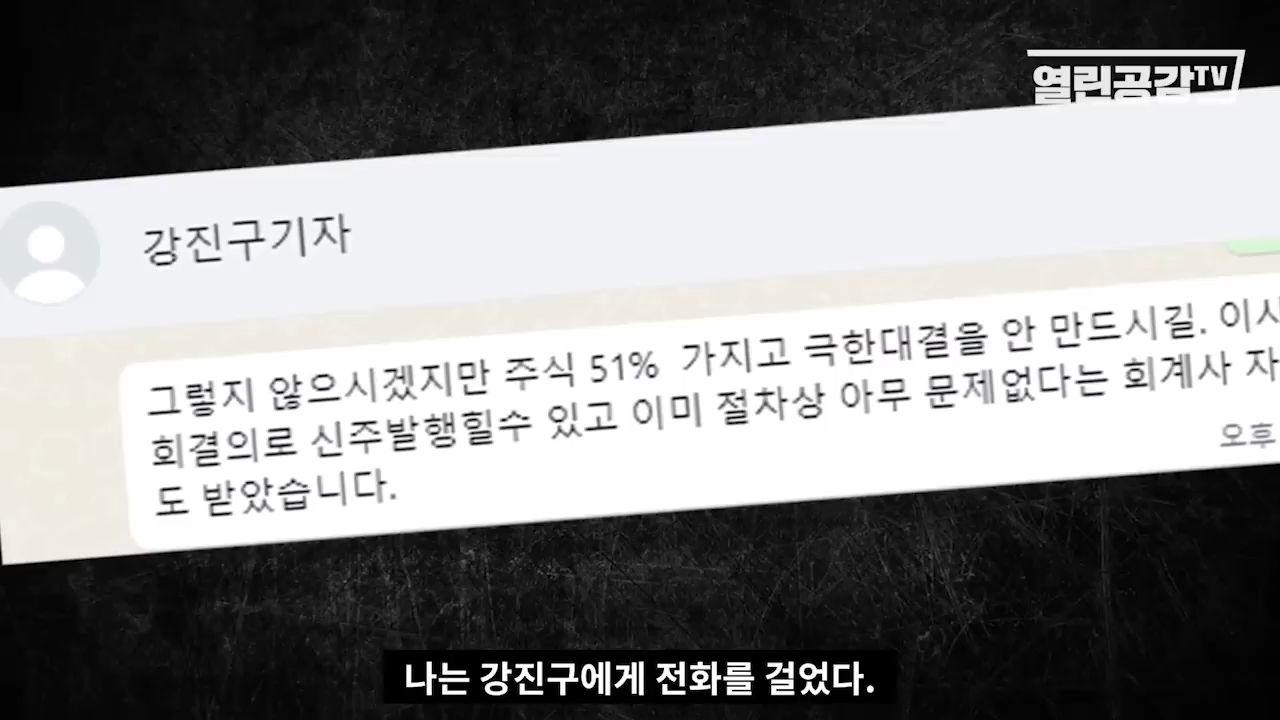 열린공감TV
강진구기자
그렇지 않으시겠지만 주식 51% 가지고 극한대결을 안 만드시길. 이사
회결의로 신주발행힐수 있고 이미 절차상 아무 문제없다는 회계사 자
도 받았습니다.
오후
나는 강진구에게 전화를 걸었다.